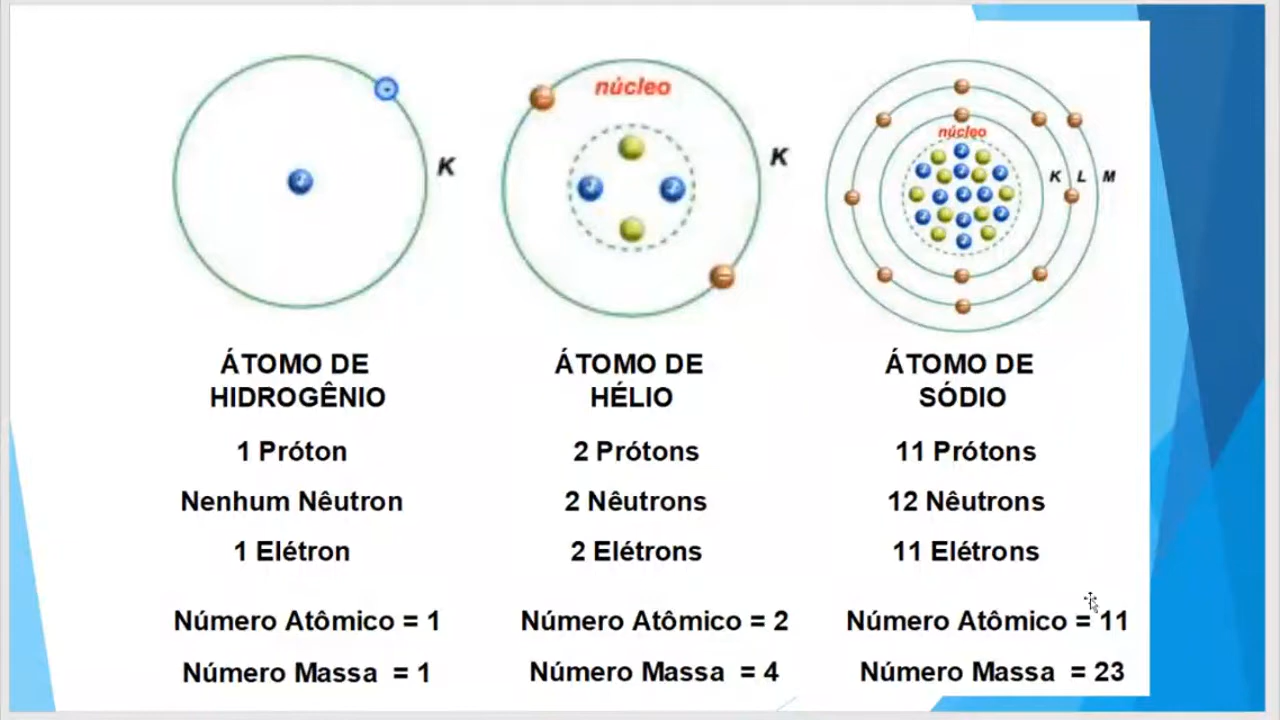 K
núcleo
K
núcleo
K L M
ÁTOMO DE
HIDROGÊNIO
1 Próton
Nenhum Nêutron
1 Elétron
Número Atômico = 1
Número Massa = 1
ÁTOMO DE
HÉLIO
2 Prótons
2 Nêutrons
2 Elétrons
Número Atômico = 2
Número Massa = 4
ÁTOMO DE
SÓDIO
11 Prótons
12 Nêutrons
11 Elétrons
Número Atômico = 11
Número Massa = 23